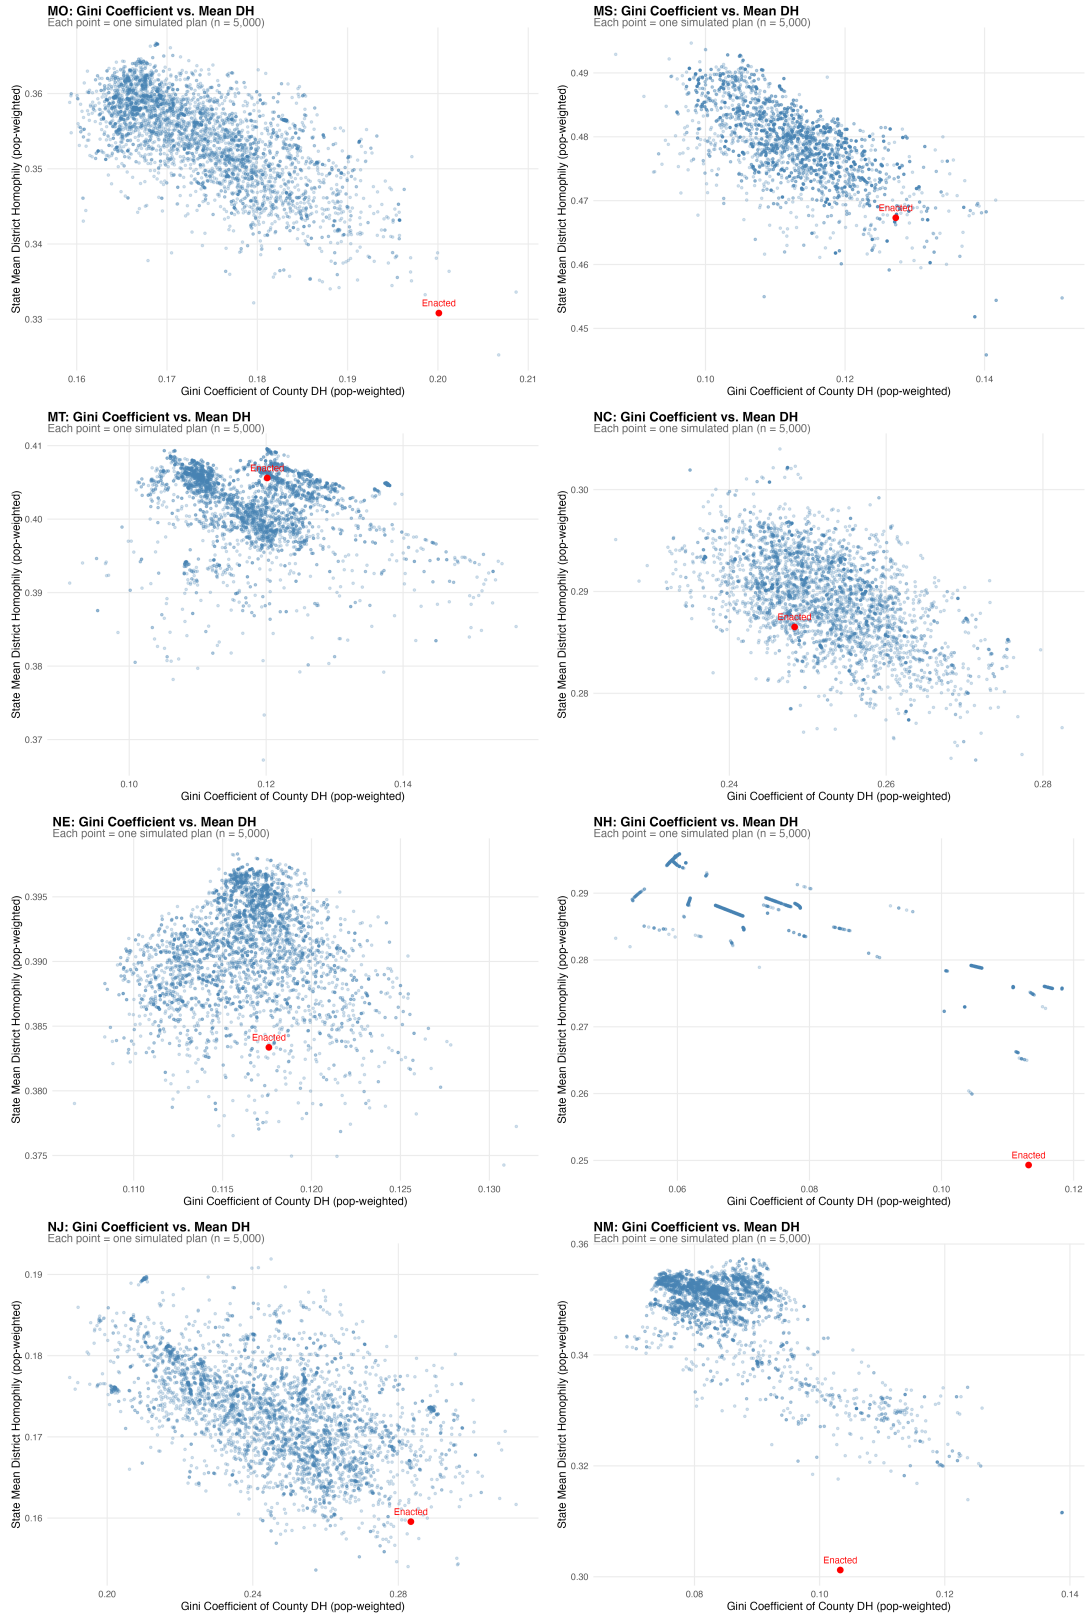 MO: Gini Coefficient vs. Mean DH
Each point = one simulated plan (n = 5,000)
State Mean District Homophily (pop-weighted)
0.36
0.35
0.34
0.33
Enacted
0.16 0.17 0.18 0.19 0.20 0.21
Gini Coefficient of County DH (pop-weighted)
MS: Gini Coefficient vs. Mean DH
Each point = one simulated plan (n = 5,000)
State Mean District Homophily (pop-weighted)
0.49
0.48
0.47
0.46
0.45
Enacted
0.10 0.12 0.14
Gini Coefficient of County DH (pop-weighted)
MT: Gini Coefficient vs. Mean DH
Each point = one simulated plan (n = 5,000)
State Mean District Homophily (pop-weighted)
0.41
0.40
0.39
0.38
0.37
Enacted
0.10 0.12 0.14
Gini Coefficient of County DH (pop-weighted)
NC: Gini Coefficient vs. Mean DH
Each point = one simulated plan (n = 5,000)
State Mean District Homophily (pop-weighted)
0.30
0.29
0.28
Enacted
0.24 0.26 0.28
Gini Coefficient of County DH (pop-weighted)
NE: Gini Coefficient vs. Mean DH
Each point = one simulated plan (n = 5,000)
State Mean District Homophily (pop-weighted)
0.395
0.390
0.385
0.380
0.375
Enacted
0.110 0.115 0.120 0.125 0.130
Gini Coefficient of County DH (pop-weighted)
NH: Gini Coefficient vs. Mean DH
Each point = one simulated plan (n = 5,000)
State Mean District Homophily (pop-weighted)
0.29
0.28
0.27
0.26
0.25
Enacted
0.06 0.08 0.10 0.12
Gini Coefficient of County DH (pop-weighted)
NJ: Gini Coefficient vs. Mean DH
Each point = one simulated plan (n = 5,000)
State Mean District Homophily (pop-weighted)
0.19
0.18
0.17
0.16
Enacted
0.20 0.24 0.28
Gini Coefficient of County DH (pop-weighted)
NM: Gini Coefficient vs. Mean DH
Each point = one simulated plan (n = 5,000)
State Mean District Homophily (pop-weighted)
0.36
0.34
0.32
0.30
Enacted
0.08 0.10 0.12 0.14
Gini Coefficient of County DH (pop-weighted)